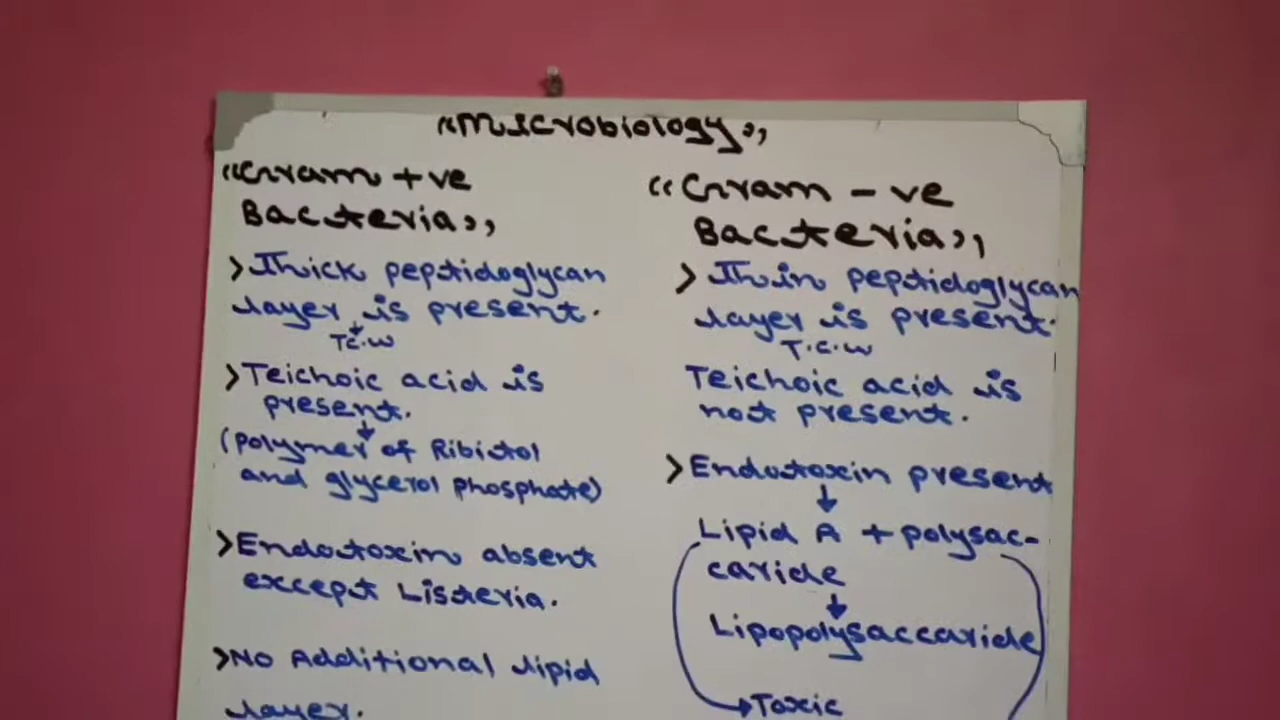 "Microbiology"
"Gram +ve
Bacteria"
> Thick peptidoglycan
layer is present.
T.C.W
> Teichoic acid is
present.
(polymer of Ribitol
and glycerol phosphate)
> Endotoxin absent
except Listeria.
> No Additional lipid
layer.
"Gram -ve
Bacteria"
> Thin peptidoglycan
layer is present.
T.C.W
Teichoic acid is
not present.
> Endotoxin present
Lipid A + polysac-
caride
Lipopolysaccaride
Toxic